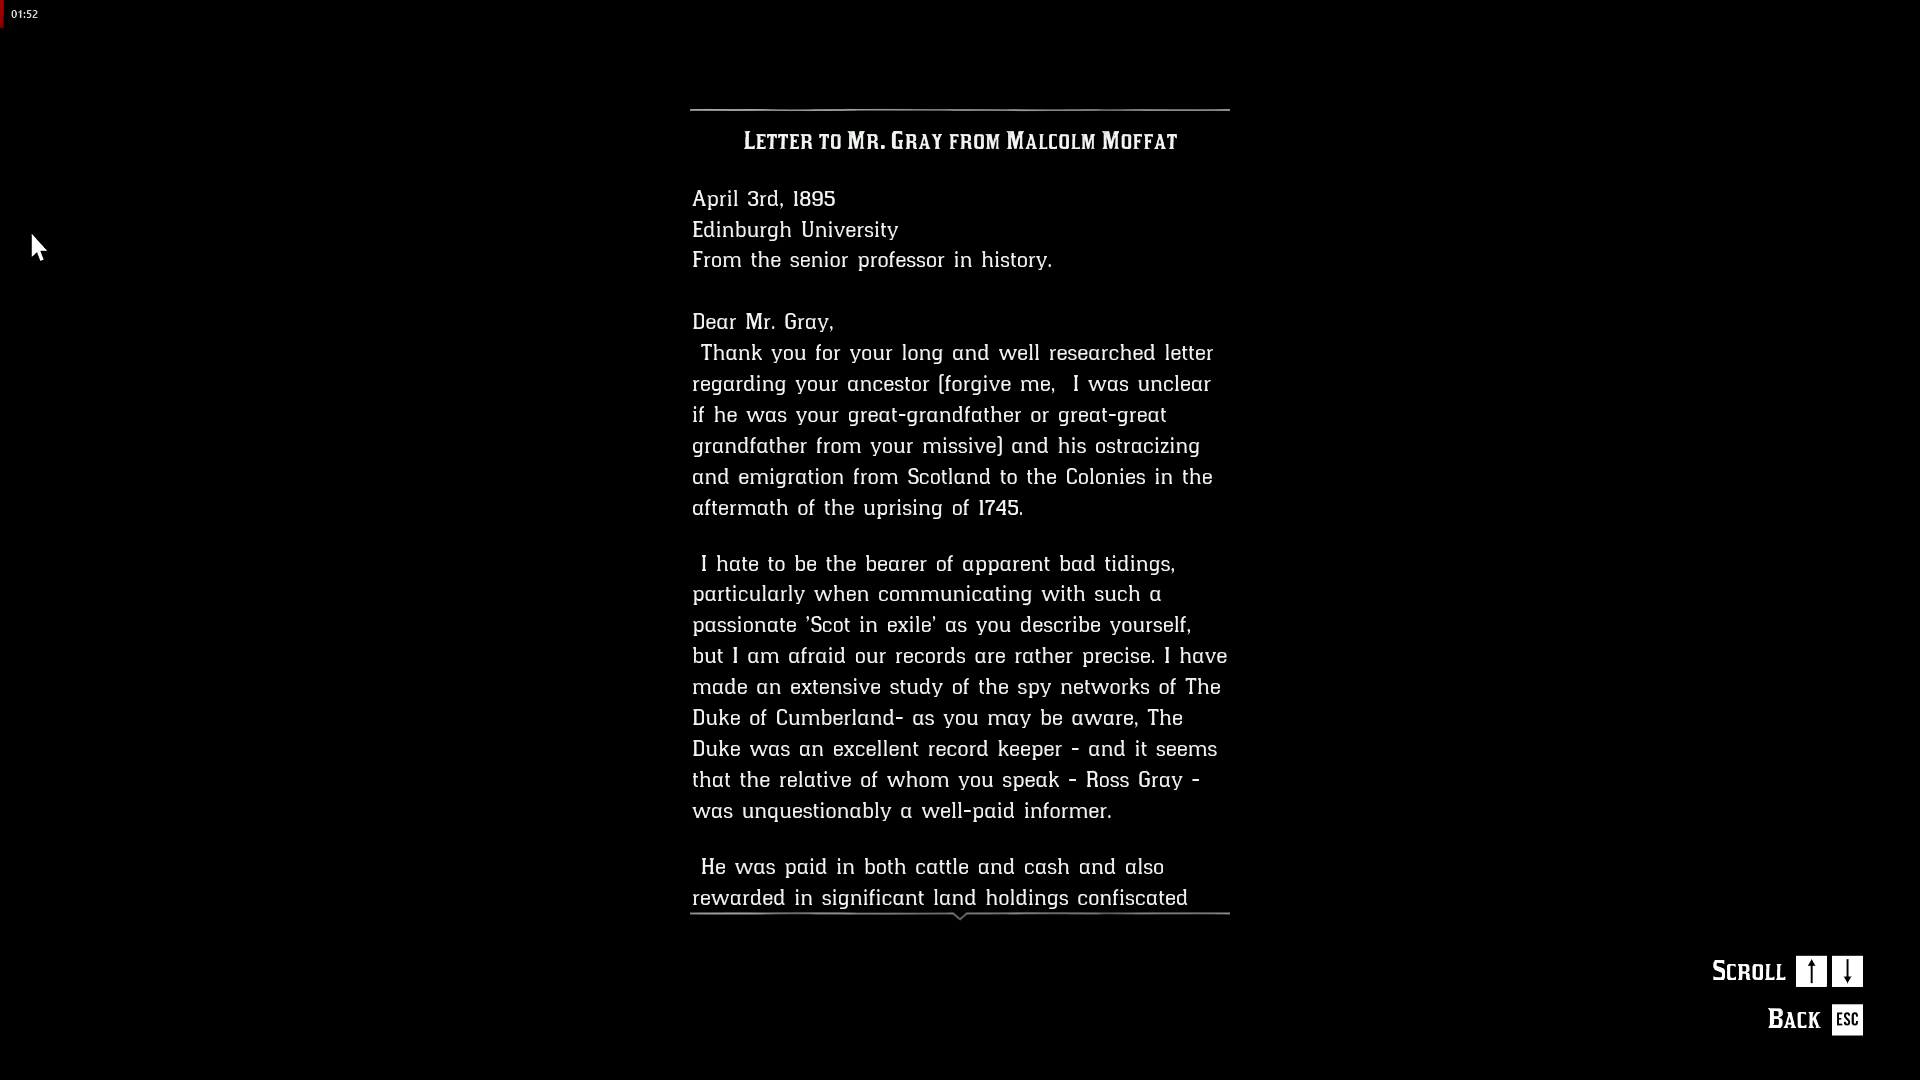 01:52
Letter to Mr. Gray from Malcolm Moffat
April 3rd, 1895
Edinburgh University
From the senior professor in history.
Dear Mr. Gray,
Thank you for your long and well researched letter
regarding your ancestor (forgive me,  I was unclear
if he was your great-grandfather or great-great
grandfather from your missive) and his ostracizing
and emigration from Scotland to the Colonies in the
aftermath of the uprising of 1745.
I hate to be the bearer of apparent bad tidings,
particularly when communicating with such a
passionate 'Scot in exile' as you describe yourself,
but I am afraid our records are rather precise. I have
made an extensive study of the spy networks of The
Duke of Cumberland- as you may be aware, The
Duke was an excellent record keeper - and it seems
that the relative of whom you speak - Ross Gray -
was unquestionably a well-paid informer.
He was paid in both cattle and cash and also
rewarded in significant land holdings confiscated
Scroll ↑ ↓
Back ESC